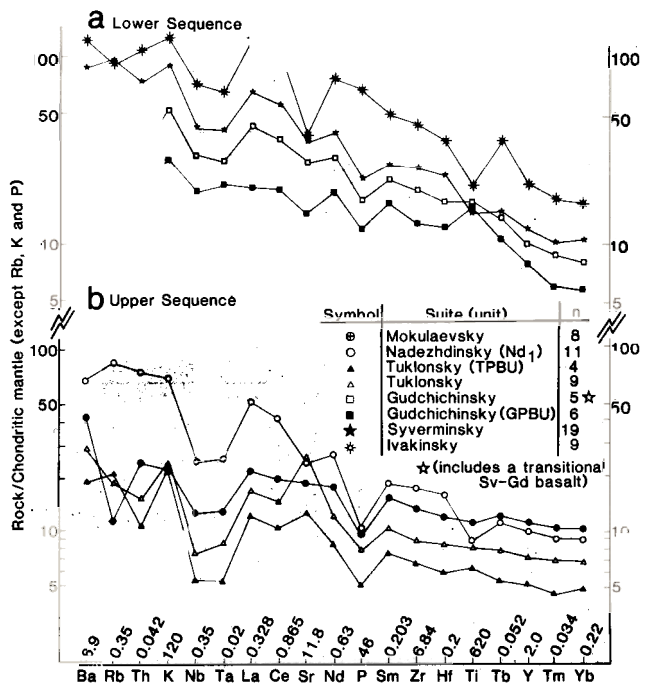 a Lower Sequence
100
50
10
5
100
50
10
5
b Upper Sequence
Symbol Suite (unit) n
Mokulaevsky 8
Nadezhdinsky (Nd1) 11
Tuklonsky (TPBU) 4
Tuklonsky 9
Gudchichinsky 5☆
Gudchichinsky (GPBU) 6
Syverminsky 19
Ivakinsky 9
☆(includes a transitional
Sv-Gd basalt)
100
50
10
5
100
50
10
5
Rock/Chondritic mantle (except Rb, K and P)
6.9 0.35 0.042 120 0.35 0.02 0.328 0.865 11.8 0.63 46 0.203 6.84 0.2 620 0.052 2.0 0.034 0.22
Ba Rb Th K Nb Ta La Ce Sr Nd P Sm Zr Hf Ti Tb Y Tm Yb